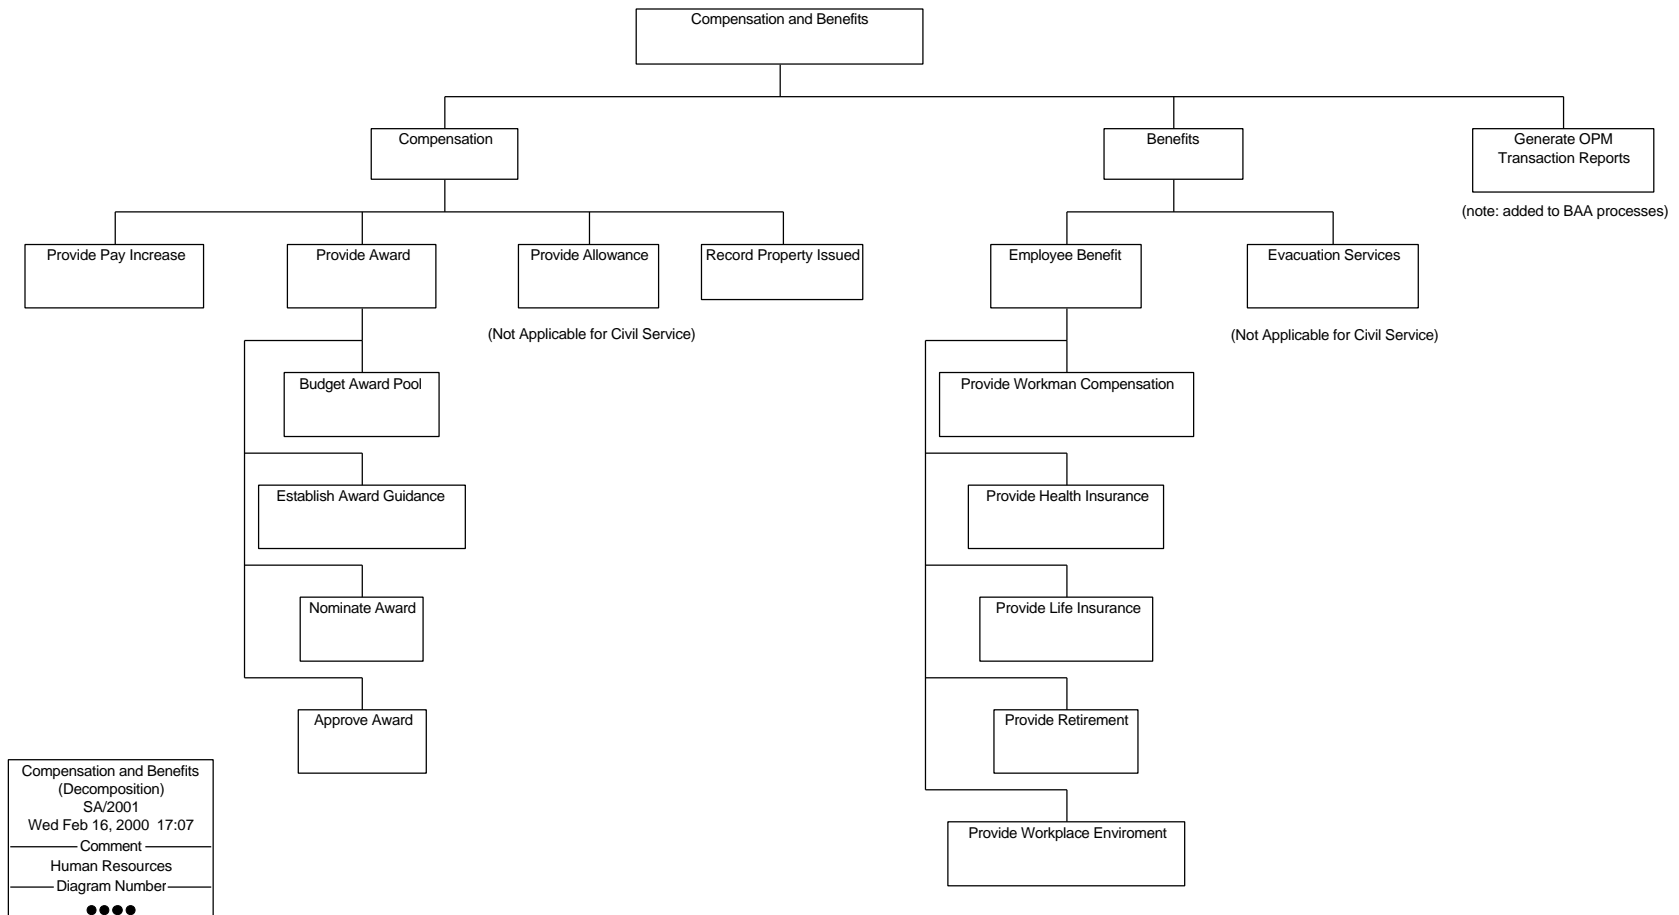 Compensation and Benefits
Compensation
Benefits
Generate OPM
Transaction Reports
(note: added to BAA processes)
Provide Pay Increase
Provide Award
Provide Allowance
Record Property Issued
Employee Benefit
Evacuation Services
(Not Applicable for Civil Service)
(Not Applicable for Civil Service)
Budget Award Pool
Provide Workman Compensation
Establish Award Guidance
Provide Health Insurance
Nominate Award
Provide Life Insurance
Approve Award
Provide Retirement
Provide Workplace Enviroment
Compensation and Benefits
(Decomposition)
SA/2001
Wed Feb 16, 2000 17:07
Comment
Human Resources
Diagram Number
●●●●